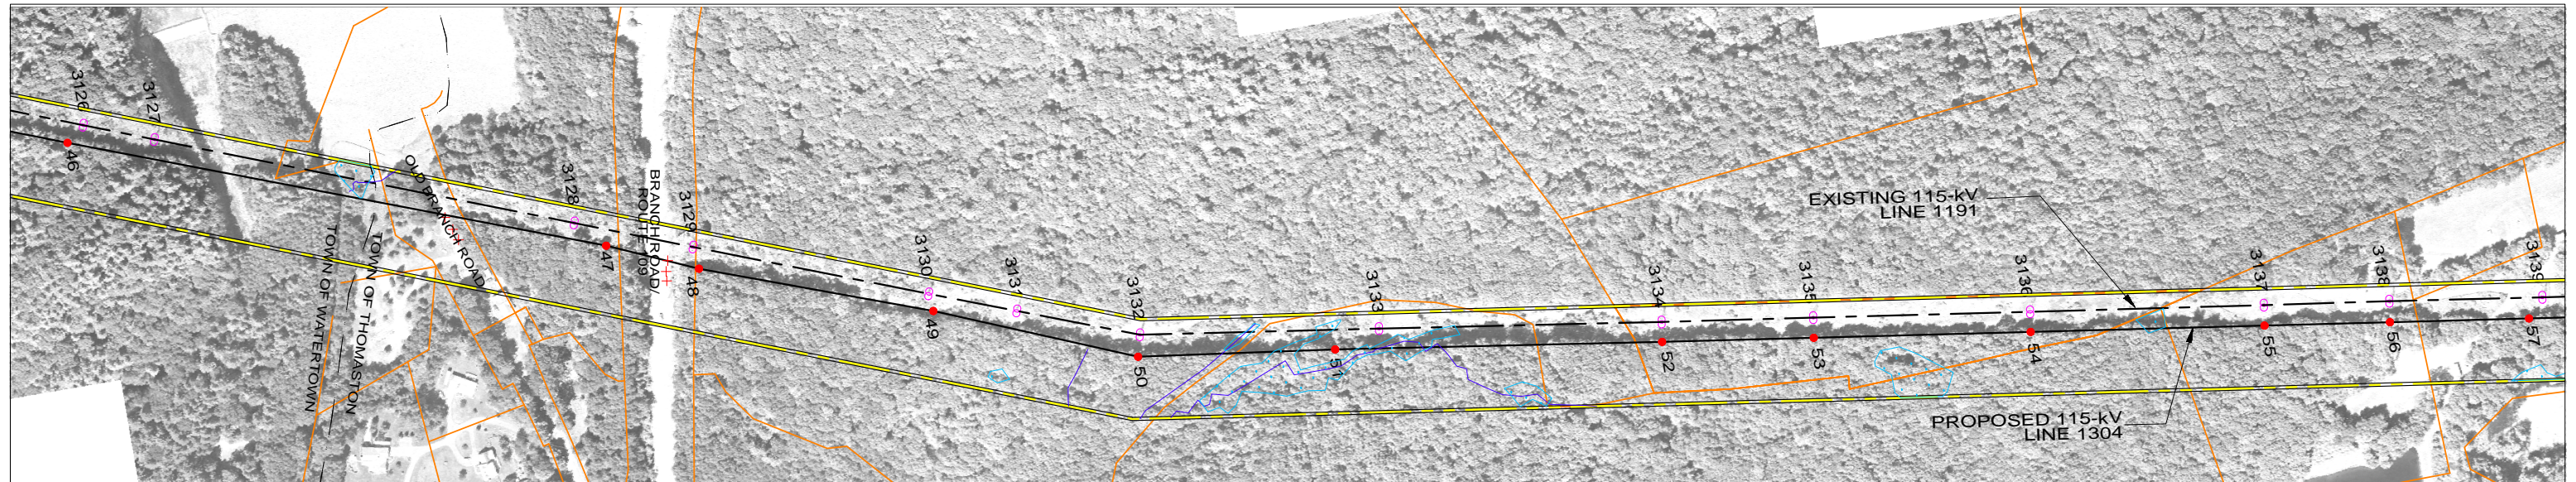 3126
3127
46
TOWN OF WATERTOWN
TOWN OF THOMASTON
OLD BRANCH ROAD
3128
47
BRANCH ROAD/
ROUTE 109
3129
48
3130
49
3131
3132
50
3133
51
3134
52
3135
53
3136
54
EXISTING 115-kV
LINE 1191
PROPOSED 115-kV
LINE 1304
3137
55
3138
56
3139
57